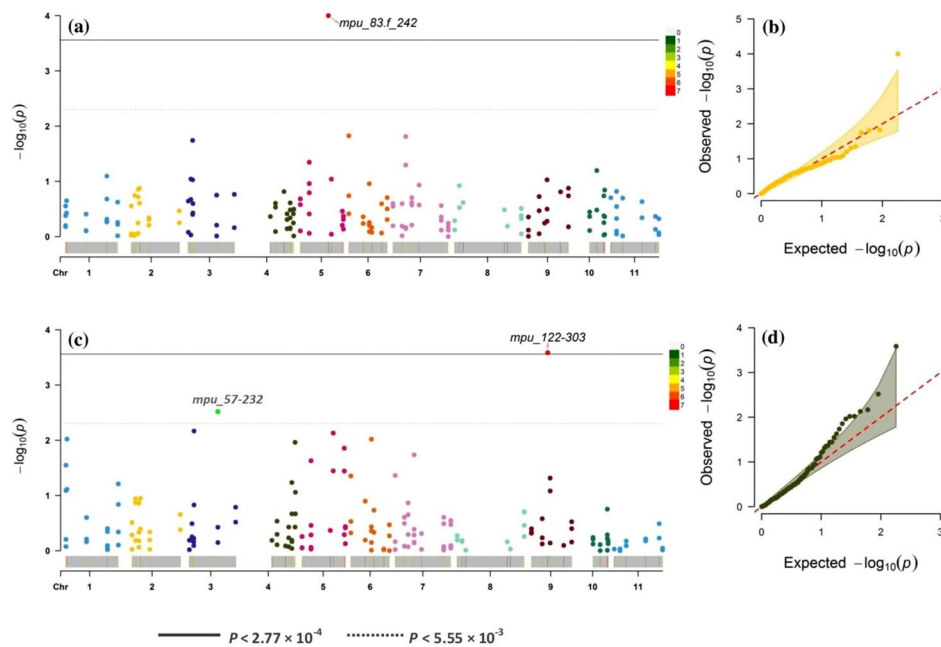 (a)
mpu_83.f_242
4
3
2
1
0
−log₁₀(p)
0
1
2
3
4
5
6
7
Chr 1 2 3 4 5 6 7 8 9 10 11
(b)
5
4
3
2
1
0
Observed −log₁₀(p)
0 1 2 3
Expected −log₁₀(p)
(c)
mpu_122-303
mpu_57-232
4
3
2
1
0
−log₁₀(p)
0
1
2
3
4
5
6
7
Chr 1 2 3 4 5 6 7 8 9 10 11
(d)
4
3
2
1
0
Observed −log₁₀(p)
0 1 2 3
Expected −log₁₀(p)
P < 2.77 × 10⁻⁴ P < 5.55 × 10⁻³